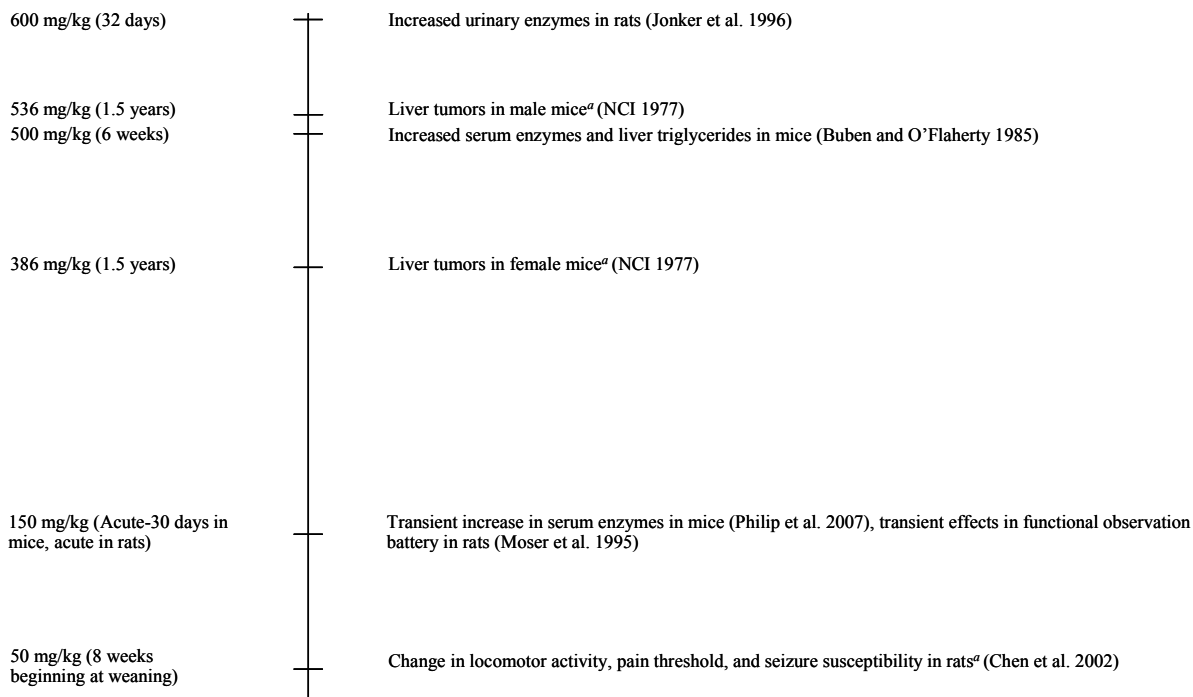 600 mg/kg (32 days)
Increased urinary enzymes in rats (Jonker et al. 1996)
536 mg/kg (1.5 years)
Liver tumors in male miceª (NCI 1977)
500 mg/kg (6 weeks)
Increased serum enzymes and liver triglycerides in mice (Buben and O’Flaherty 1985)
386 mg/kg (1.5 years)
Liver tumors in female miceª (NCI 1977)
150 mg/kg (Acute-30 days in
mice, acute in rats)
Transient increase in serum enzymes in mice (Philip et al. 2007), transient effects in functional observation
battery in rats (Moser et al. 1995)
50 mg/kg (8 weeks
beginning at weaning)
Change in locomotor activity, pain threshold, and seizure susceptibility in ratsª (Chen et al. 2002)